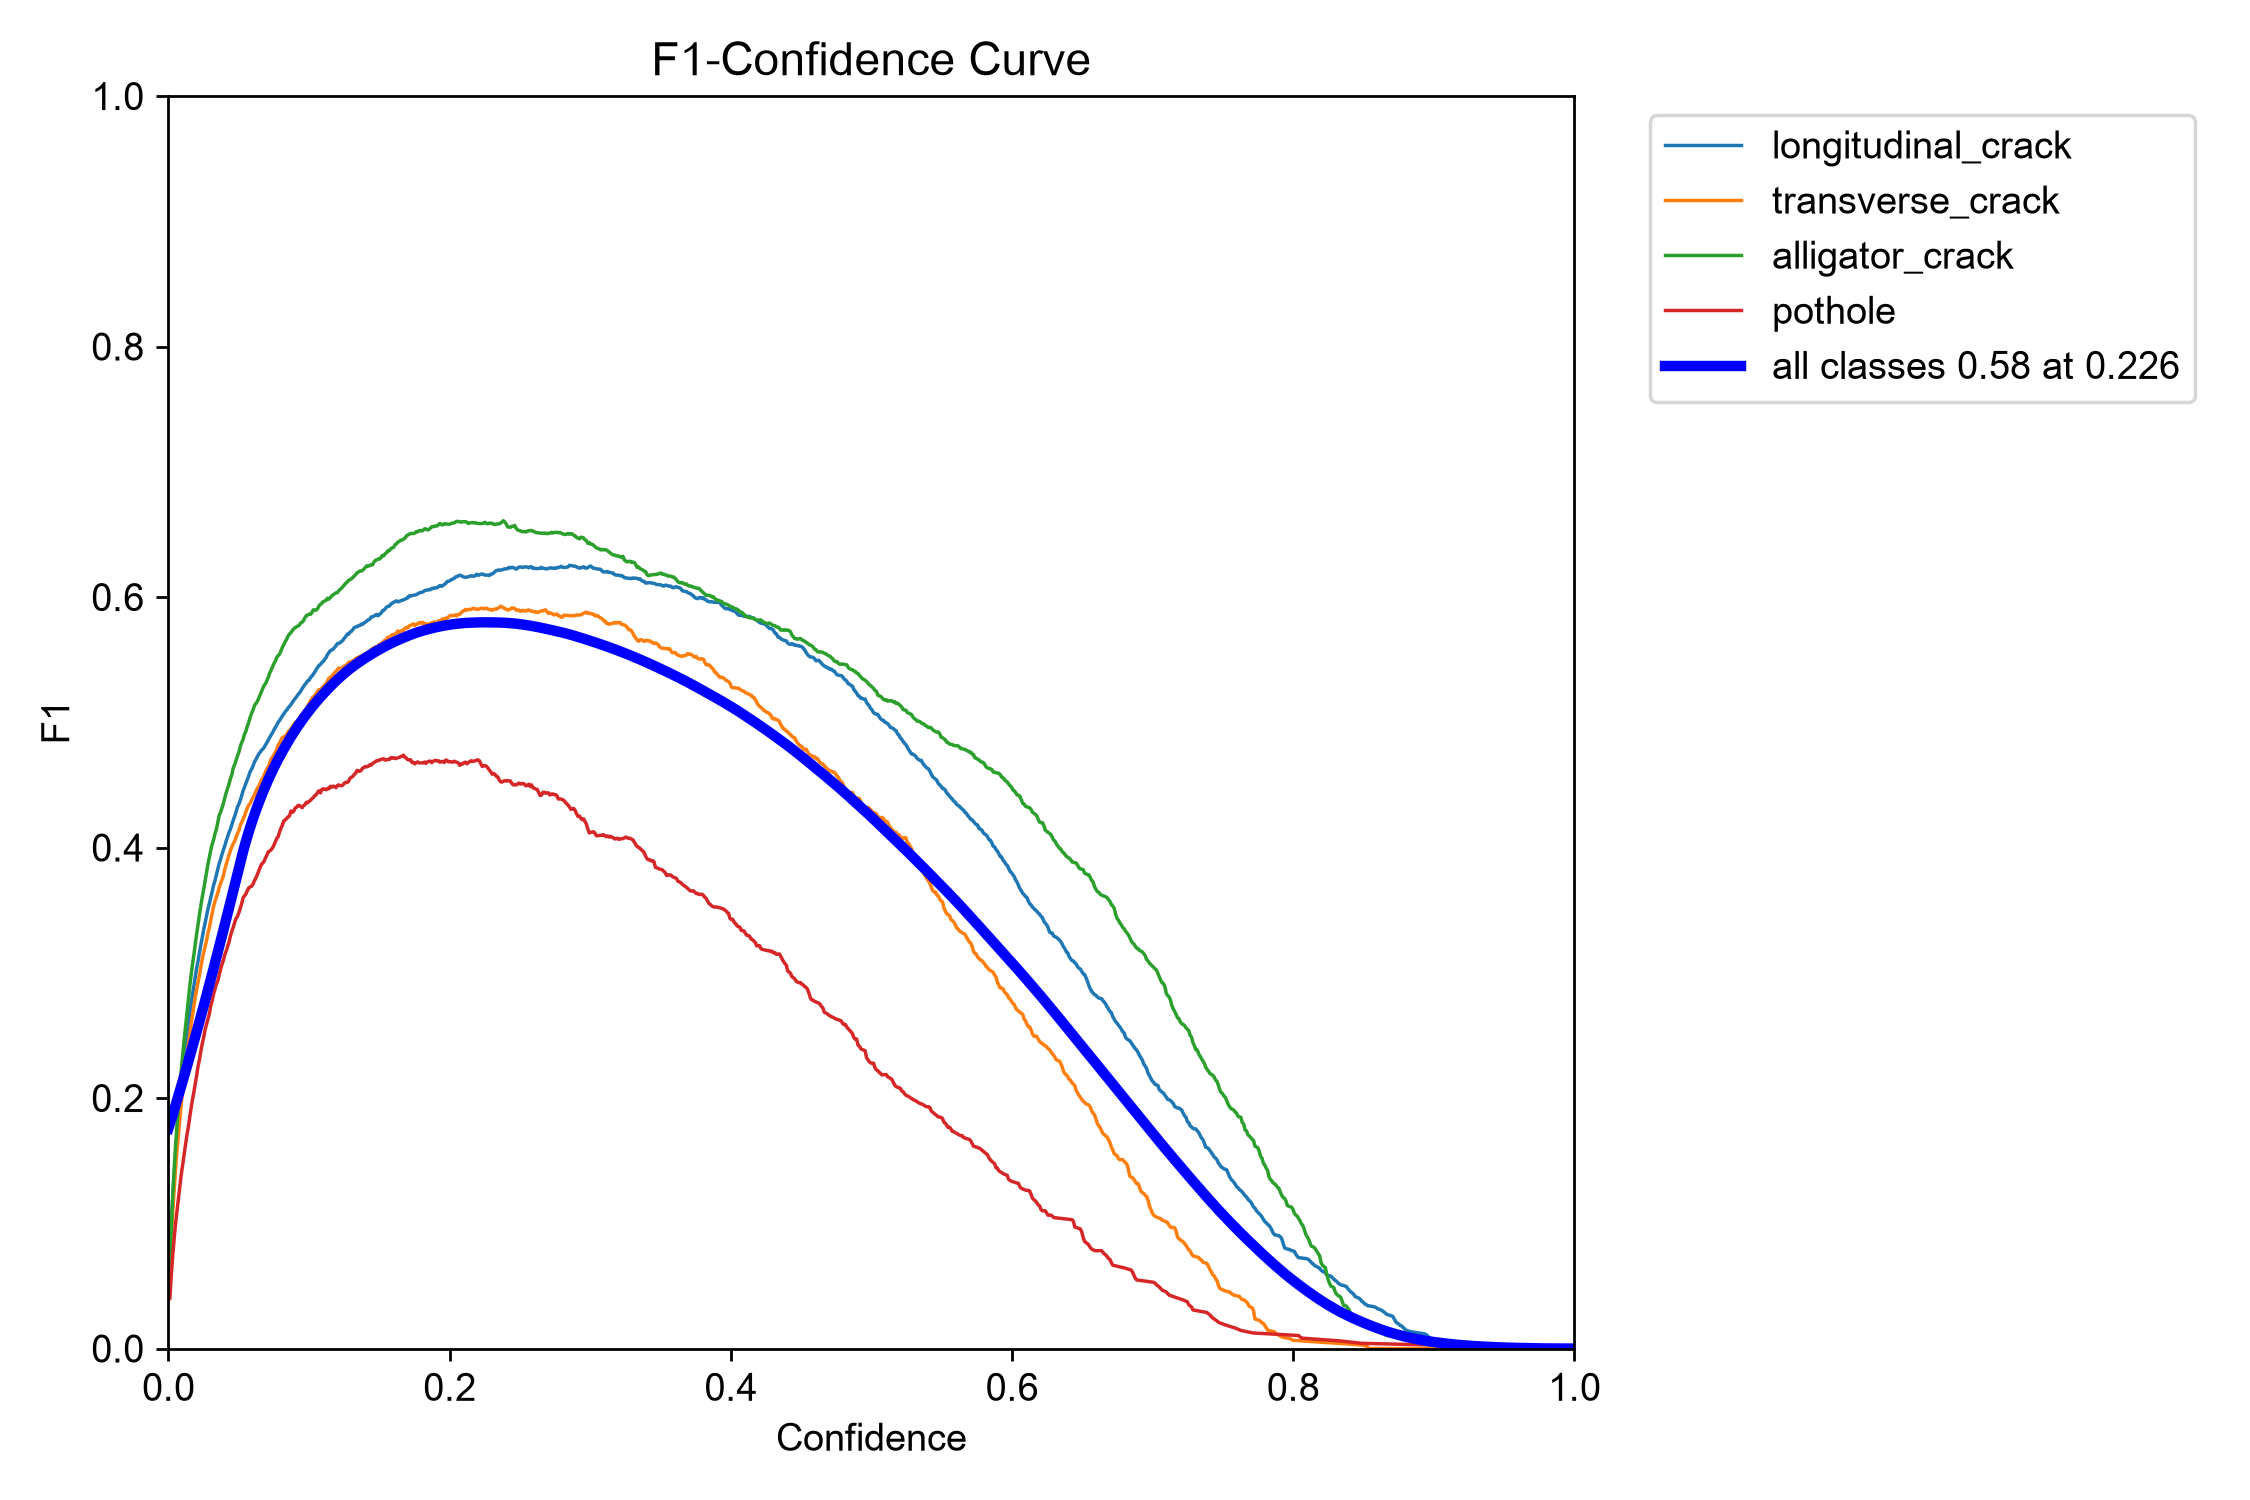 F1-Confidence Curve
1.0
0.8
0.6
0.4
0.2
0.0
F1
0.0 0.2 0.4 0.6 0.8 1.0
Confidence
longitudinal_crack
transverse_crack
alligator_crack
pothole
all classes 0.58 at 0.226